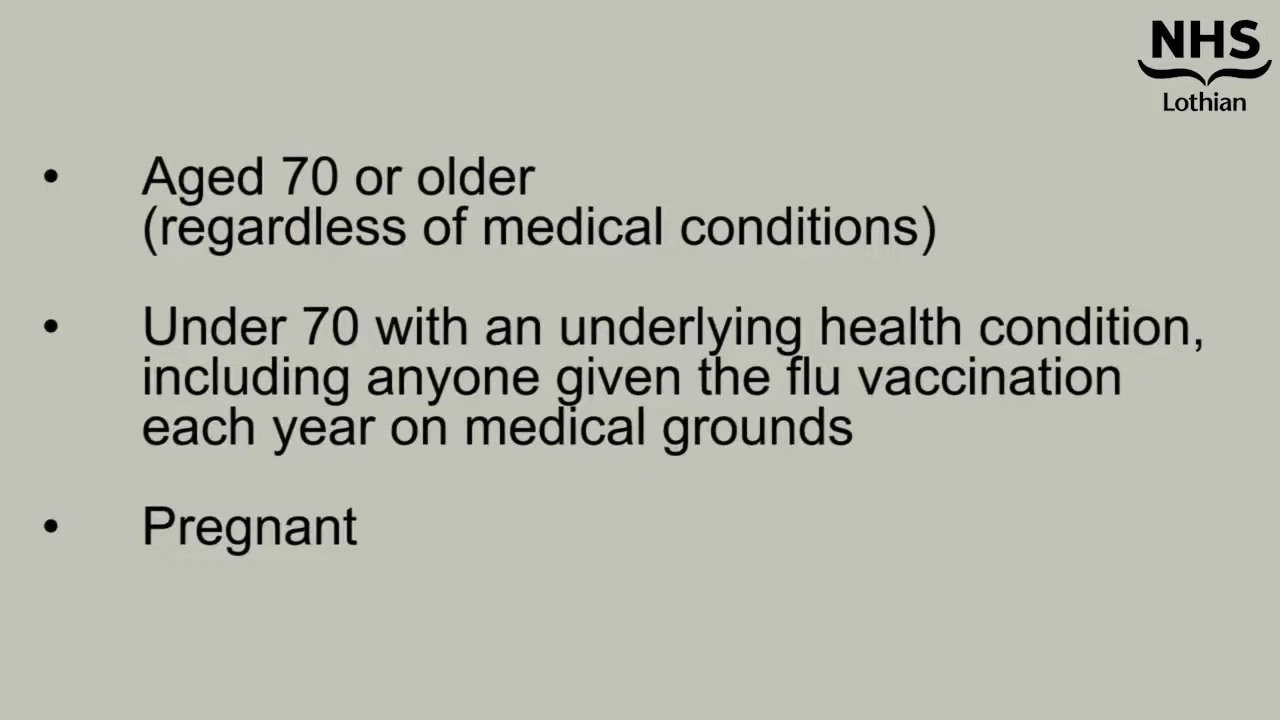 NHS
Lothian
• Aged 70 or older
(regardless of medical conditions)
• Under 70 with an underlying health condition,
including anyone given the flu vaccination
each year on medical grounds
• Pregnant